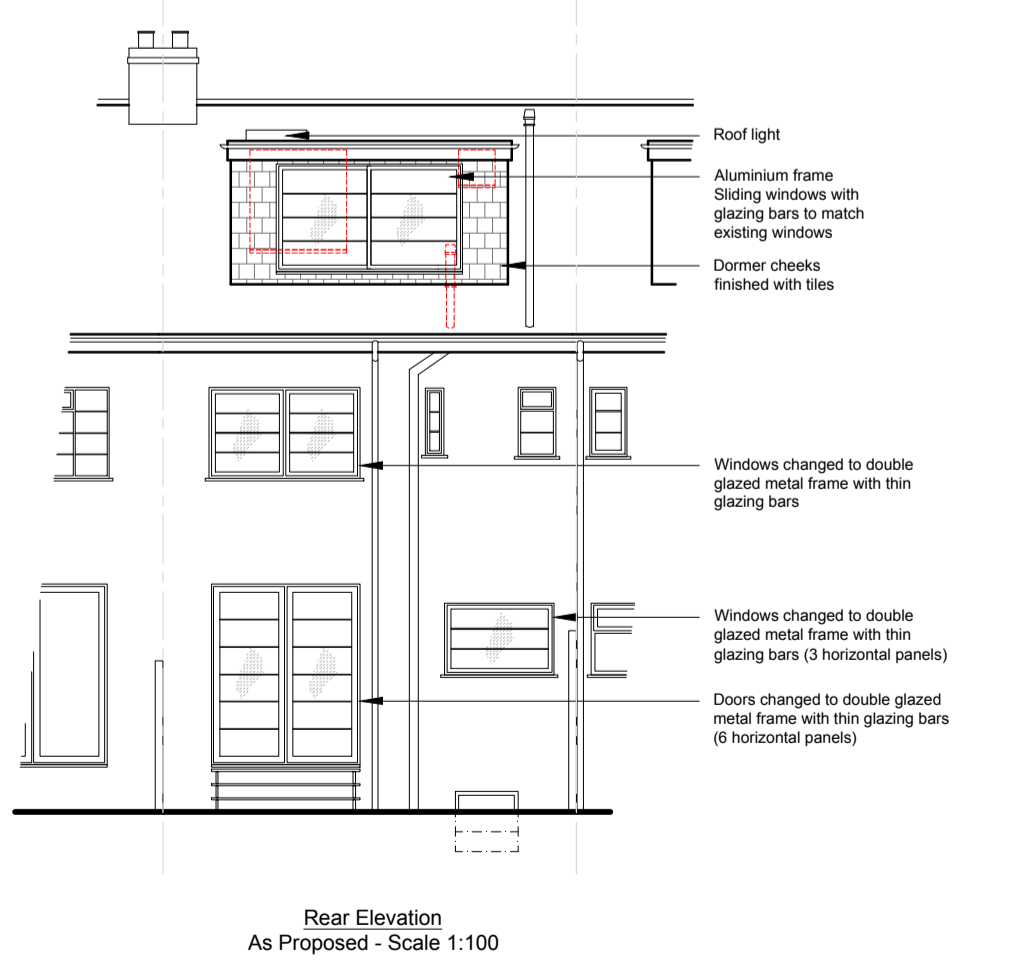 Roof light
Aluminium frame
Sliding windows with
glazing bars to match
existing windows
Dormer cheeks
finished with tiles
Windows changed to double
glazed metal frame with thin
glazing bars
Windows changed to double
glazed metal frame with thin
glazing bars (3 horizontal panels)
Doors changed to double glazed
metal frame with thin glazing bars
(6 horizontal panels)
Rear Elevation
As Proposed - Scale 1:100